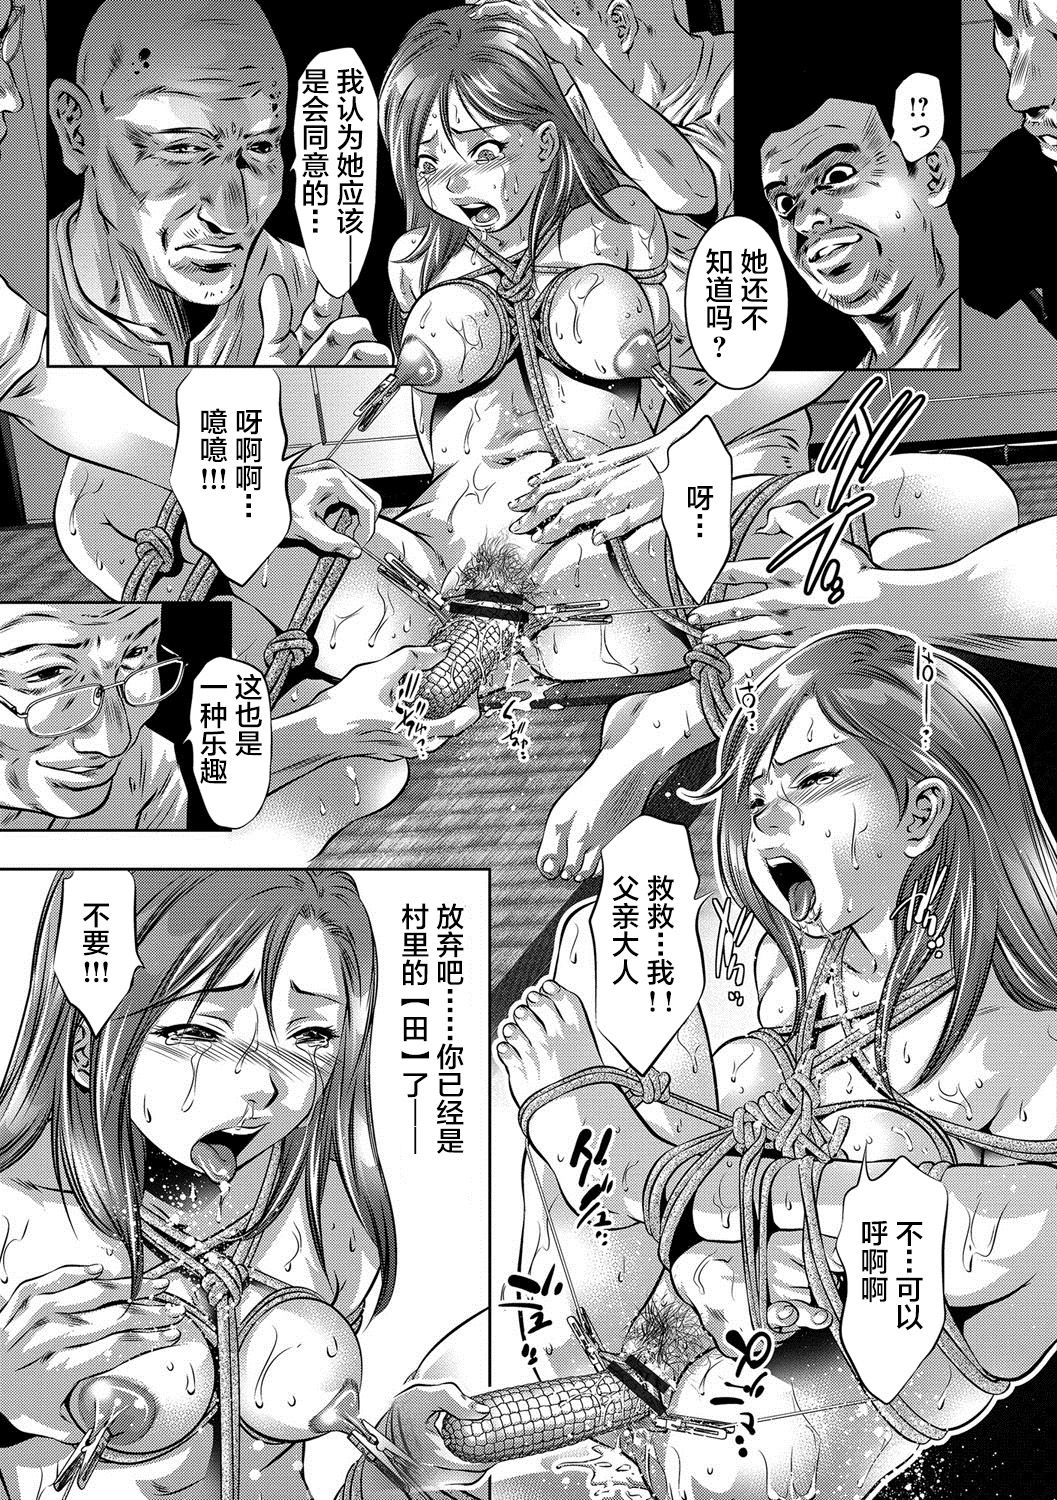 !?っ
她还不
知道吗?
我认为她应该——
是会同意的…
呀…
呀啊啊…
噫噫!!!
这也是
一种乐趣
救救…我!!
父亲大人
不…可以
呼啊啊
放弃吧……你已经是
村里的【田】了——
不要!!!